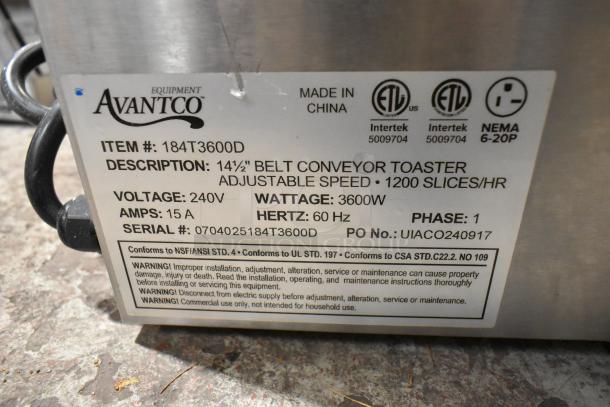 EQUIPMENT
AVANTCO
MADE IN
CHINA
ETL US
ETL
Intertek
5009704
Intertek
5009704
NEMA
6-20P
ITEM #: 184T3600D
DESCRIPTION: 14½" BELT CONVEYOR TOASTER
ADJUSTABLE SPEED • 1200 SLICES/HR
VOLTAGE: 240V WATTAGE: 3600W
AMPS: 15 A HERTZ: 60 Hz PHASE: 1
SERIAL #: 0704025184T3600D PO No.: UIACO240917
Conforms to NSF/ANSI STD. 4 • Conforms to UL STD. 197 • Conforms to CSA STD.C22.2. NO 109
WARNING! Improper installation, adjustment, alteration, service or maintenance can cause property
damage, injury or death. Read the installation, operating, and maintenance instructions thoroughly
before installing or servicing this equipment.
WARNING! Disconnect from electric supply before adjustment, alteration, service or maintenance.
WARNING! Commercial use only, not intended for household use.